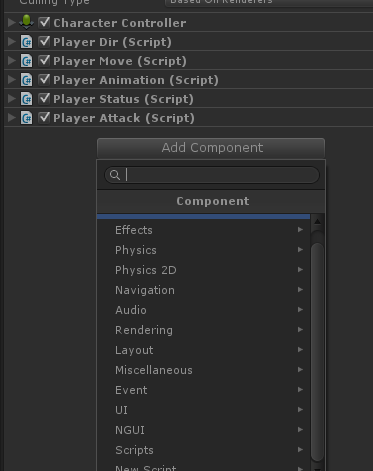 Culling Type Based On Renderers
Character Controller
Player Dir (Script)
Player Move (Script)
Player Animation (Script)
Player Status (Script)
Player Attack (Script)
Add Component
Component
Effects
Physics
Physics 2D
Navigation
Audio
Rendering
Layout
Miscellaneous
Event
UI
NGUI
Scripts
New Script